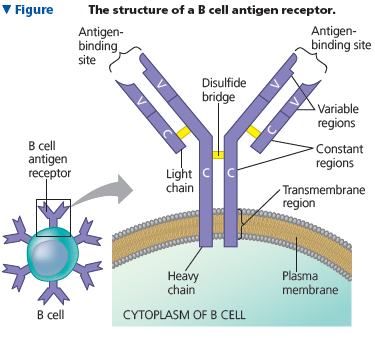 ▼ Figure The structure of a B cell antigen receptor.
Antigen-
binding
site
Antigen-
binding site
Disulfide
bridge
V
V
V
V
Variable
regions
C
C
Constant
regions
B cell
antigen
receptor
Light
chain
C
C
Transmembrane
region
Heavy
chain
Plasma
membrane
B cell
CYTOPLASM OF B CELL